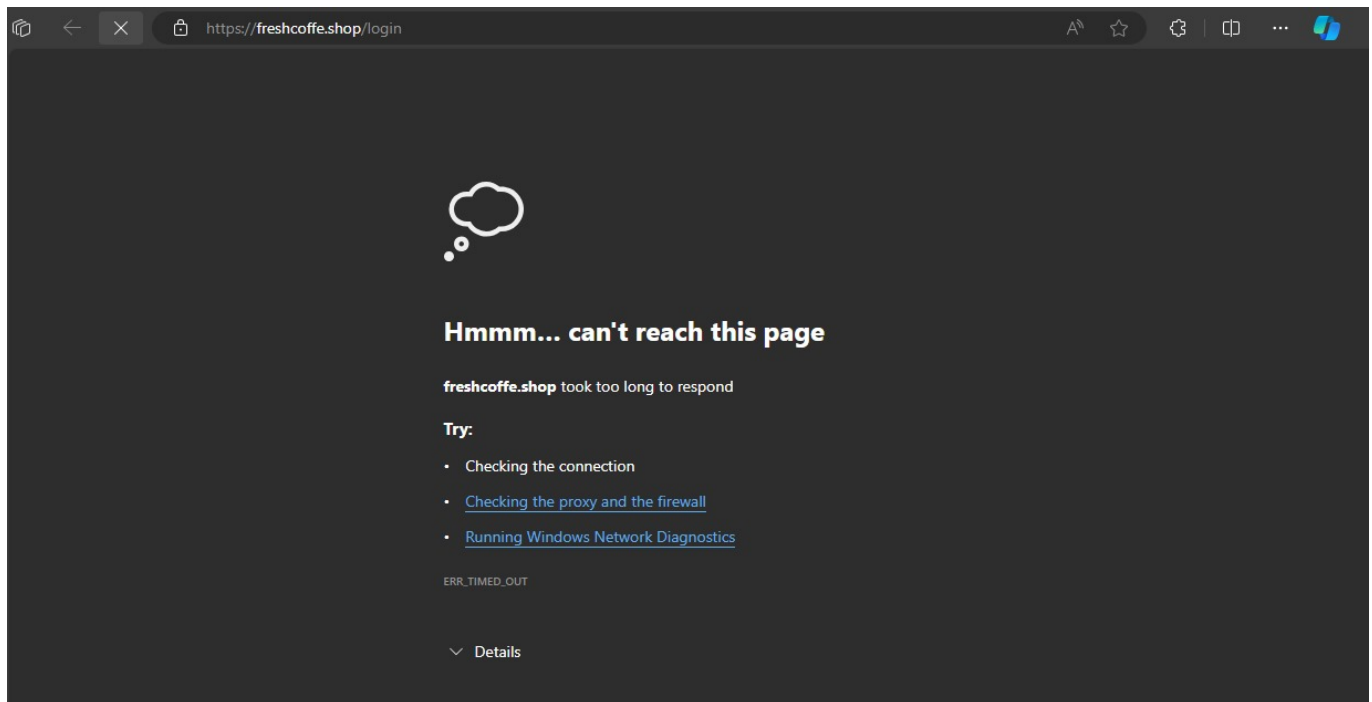 https://freshcoffe.shop/login
Hmmm... can't reach this page
freshcoffe.shop took too long to respond
Try:
• Checking the connection
• Checking the proxy and the firewall
• Running Windows Network Diagnostics
ERR_TIMED_OUT
Details